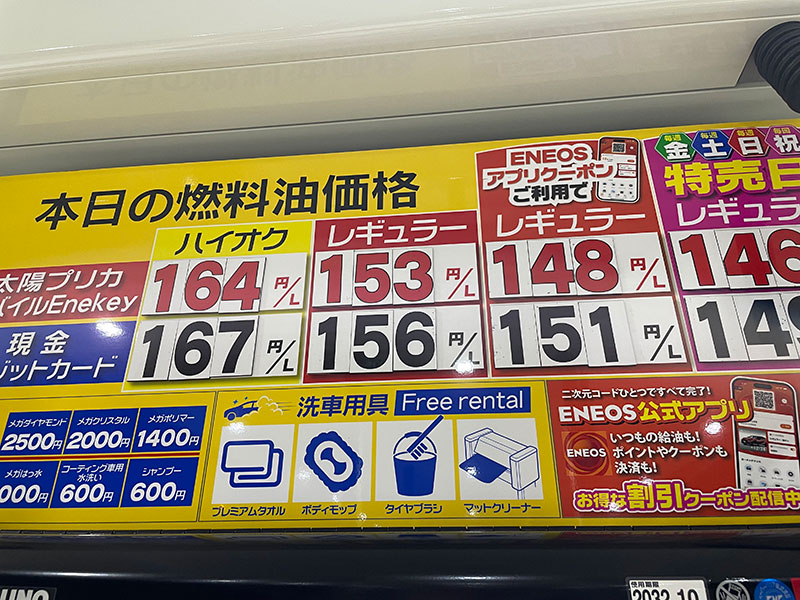 本日の燃料油価格
ハイオク
レギュラー
ENEOS
アプリクーポン
ご利用で
レギュラー
毎週 毎週 毎週 毎回
金 土 日 祝
特売日
レギュラ
太陽プリカ
バイルEnekey
164 円/L
153 円/L
148 円/L
146
現金
ジットカード
167 円/L
156 円/L
151 円/L
149
メガダイヤモンド
2500円
メガクリスタル
2000円
メガポリマー
1400円
メガはっ水
000円
コーティング車用
水洗い
600円
シャンプー
600円
洗車用具 Free rental
プレミアムタオル
ボディモップ
タイヤブラシ
マットクリーナー
二次元コードひとつですべて完了!
ENEOS公式アプリ
ENEOS
いつもの給油も!
ポイントやクーポンも
決済も!
お得な割引クーポン配信中
UNO
使用期限
2032.10